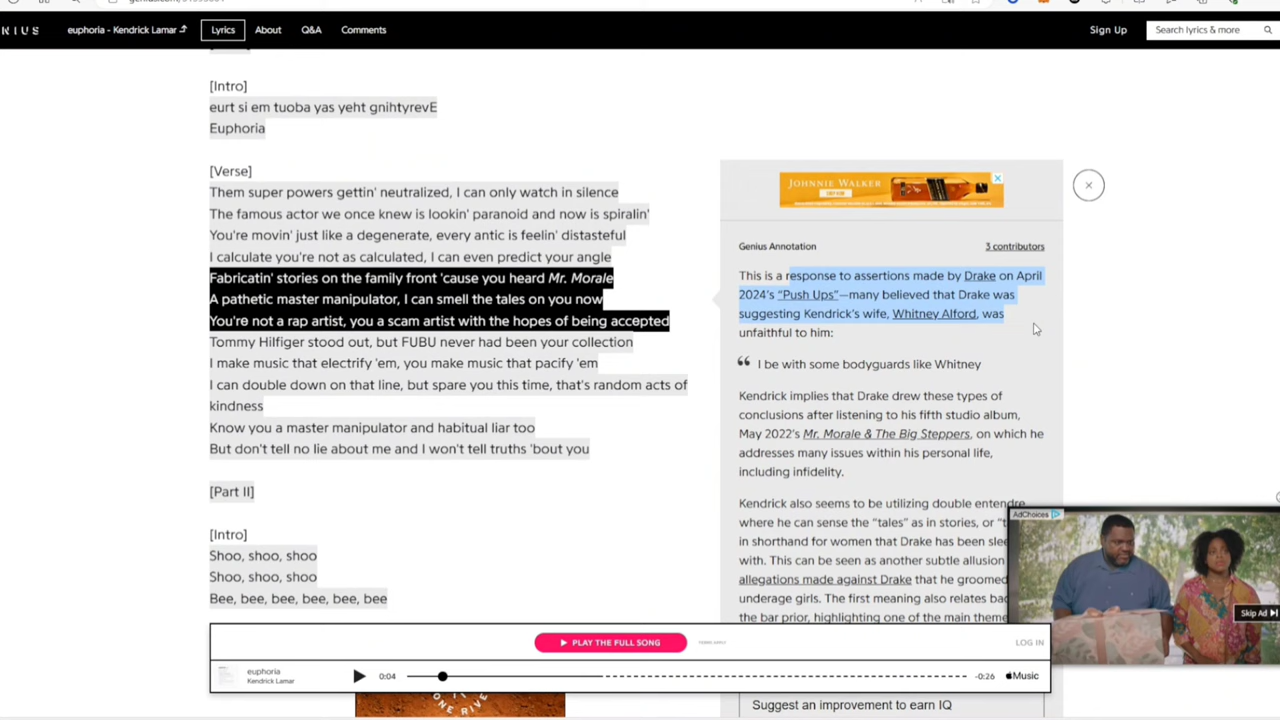 NIUS
euphoria - Kendrick Lamar
Lyrics
About
Q&A
Comments
Sign Up
Search lyrics & more
[Intro]
eurt si em tuoba yas yeht gnihtyrevE
Euphoria
[Verse]
Them super powers gettin' neutralized, I can only watch in silence
The famous actor we once knew is lookin' paranoid and now is spiralin'
You're movin' just like a degenerate, every antic is feelin' distasteful
I calculate you're not as calculated, I can even predict your angle
Fabricatin' stories on the family front 'cause you heard Mr. Morale
A pathetic master manipulator, I can smell the tales on you now
You're not a rap artist, you a scam artist with the hopes of being accepted
Tommy Hilfiger stood out, but FUBU never had been your collection
I make music that electrify 'em, you make music that pacify 'em
I can double down on that line, but spare you this time, that's random acts of
kindness
Know you a master manipulator and habitual liar too
But don't tell no lie about me and I won't tell truths 'bout you
[Part II]
[Intro]
Shoo, shoo, shoo
Shoo, shoo, shoo
Bee, bee, bee, bee, bee, bee
JOHNNIE WALKER
Genius Annotation
3 contributors
This is a response to assertions made by Drake on April
2024's “Push Ups”—many believed that Drake was
suggesting Kendrick's wife, Whitney Alford, was
unfaithful to him:
“ I be with some bodyguards like Whitney
Kendrick implies that Drake drew these types of
conclusions after listening to his fifth studio album,
May 2022's Mr. Morale & The Big Steppers, on which he
addresses many issues within his personal life,
including infidelity.
Kendrick also seems to be utilizing double entendre
where he can sense the “tales” as in stories, or “t
in shorthand for women that Drake has been slee
with. This can be seen as another subtle allusion
allegations made against Drake that he groomed
underage girls. The first meaning also relates bac
the bar prior, highlighting one of the main theme
AdChoices
Skip Ad
PLAY THE FULL SONG
LOG IN
euphoria
Kendrick Lamar
0:04
-0:26
Music
ONE RIVE
Suggest an improvement to earn IQ